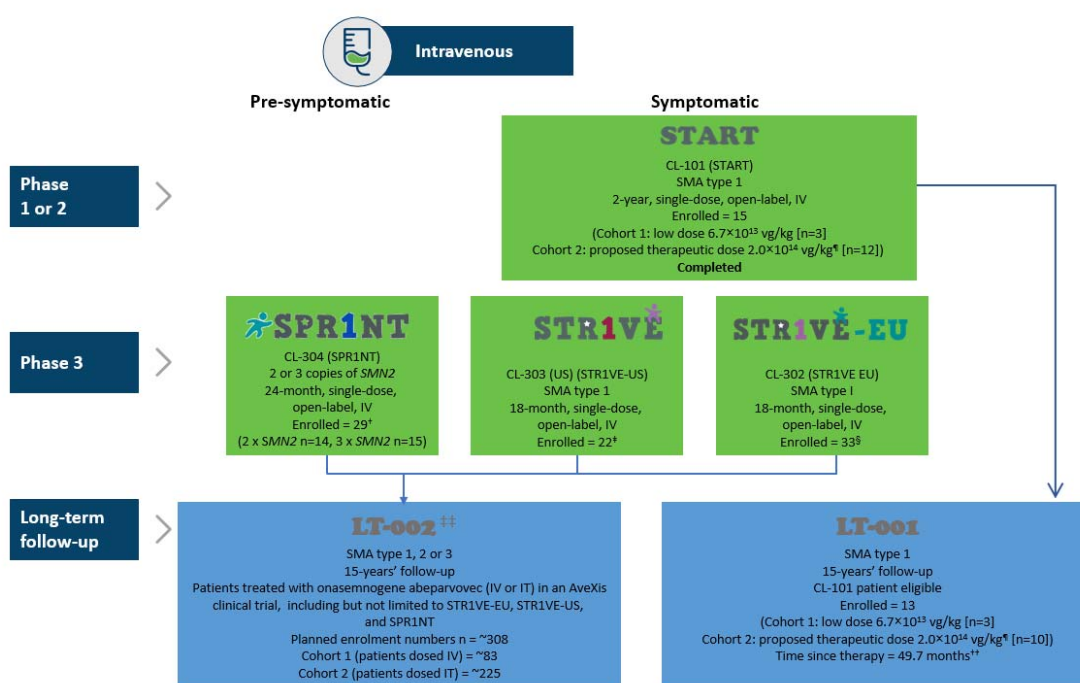 Intravenous
Pre-symptomatic
Symptomatic
Phase
1 or 2
START
CL-101 (START)
SMA type 1
2-year, single-dose, open-label, IV
Enrolled = 15
(Cohort 1: low dose 6.7×10¹³ vg/kg [n=3]
Cohort 2: proposed therapeutic dose 2.0×10¹⁴ vg/kg¶ [n=12])
Completed
Phase 3
SPR1NT
CL-304 (SPR1NT)
2 or 3 copies of SMN2
24-month, single-dose,
open-label, IV
Enrolled = 29†
(2 x SMN2 n=14, 3 x SMN2 n=15)
STR1VE
CL-303 (US) (STR1VE-US)
SMA type 1
18-month, single-dose,
open-label, IV
Enrolled = 22‡
STR1VE-EU
CL-302 (STR1VE EU)
SMA type I
18-month, single-dose,
open-label, IV
Enrolled = 33§
Long-term
follow-up
LT-002 ‡‡
SMA type 1, 2 or 3
15-years' follow-up
Patients treated with onasemnogene abeparvovec (IV or IT) in an AveXis
clinical trial, including but not limited to STR1VE-EU, STR1VE-US,
and SPR1NT
Planned enrolment numbers n = ~308
Cohort 1 (patients dosed IV) = ~83
Cohort 2 (patients dosed IT) = ~225
LT-001
SMA type 1
15-years' follow-up
CL-101 patient eligible
Enrolled = 13
(Cohort 1: low dose 6.7×10¹³ vg/kg [n=3]
Cohort 2: proposed therapeutic dose 2.0×10¹⁴ vg/kg¶ [n=10])
Time since therapy = 49.7 months††